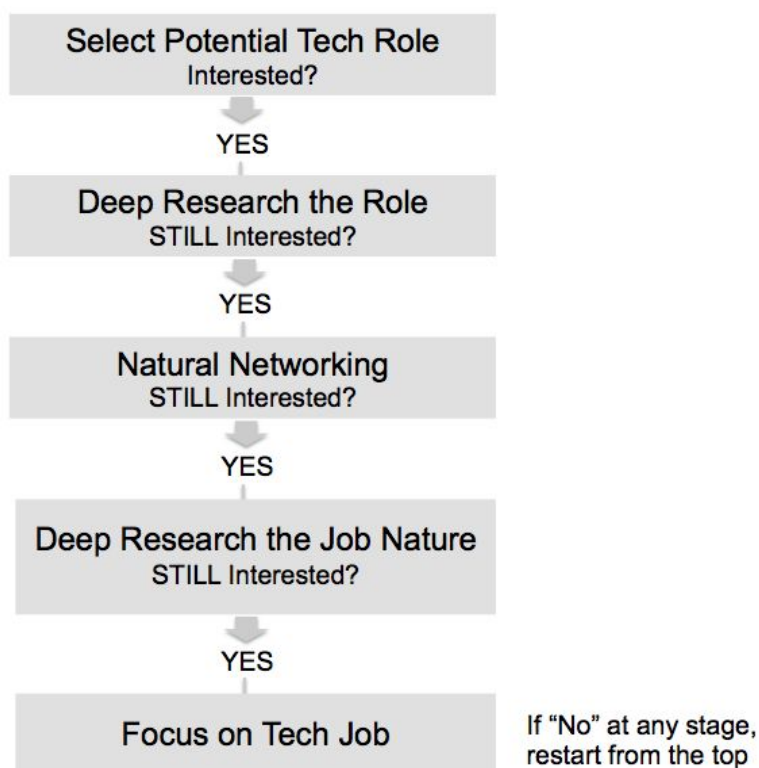 Select Potential Tech Role
Interested?
YES
Deep Research the Role
STILL Interested?
YES
Natural Networking
STILL Interested?
YES
Deep Research the Job Nature
STILL Interested?
YES
Focus on Tech Job
If “No” at any stage,
restart from the top